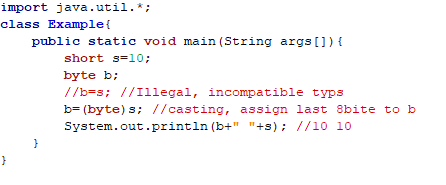 import java.util.*;
class Example{
    public static void main(String args[]){
        short s=10;
        byte b;
        //b=s; //Illegal, incompatible typs
        b=(byte)s; //casting, assign last 8bite to b
        System.out.println(b+" "+s); //10 10
    }
}